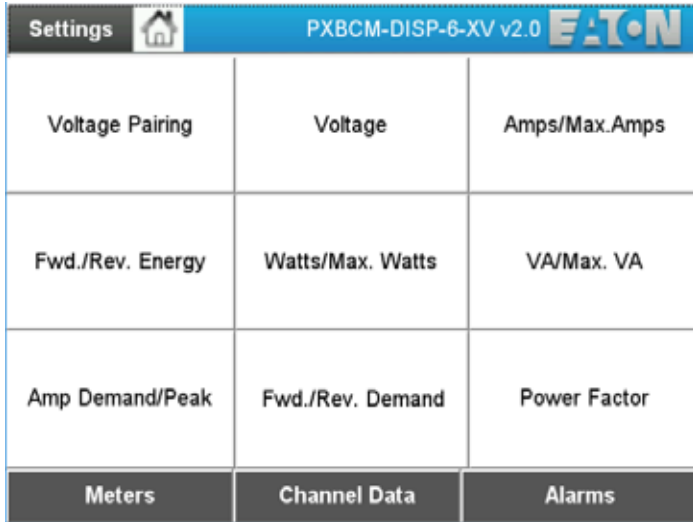 Settings PXBCM-DISP-6-XV v2.0 EATON
Voltage Pairing Voltage Amps/Max.Amps
Fwd./Rev. Energy Watts/Max. Watts VA/Max. VA
Amp Demand/Peak Fwd./Rev. Demand Power Factor
Meters Channel Data Alarms